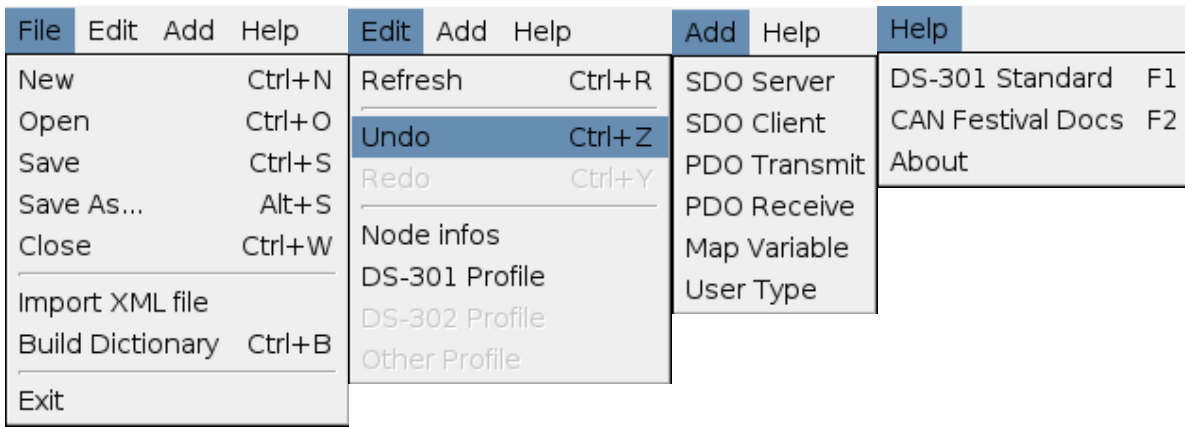 File Edit Add Help
New Ctrl+N
Open Ctrl+O
Save Ctrl+S
Save As... Alt+S
Close Ctrl+W
Import XML file
Build Dictionary Ctrl+B
Exit
Edit Add Help
Refresh Ctrl+R
Undo Ctrl+Z
Redo Ctrl+Y
Node infos
DS-301 Profile
DS-302 Profile
Other Profile
Add Help
SDO Server
SDO Client
PDO Transmit
PDO Receive
Map Variable
User Type
Help
DS-301 Standard F1
CAN Festival Docs F2
About